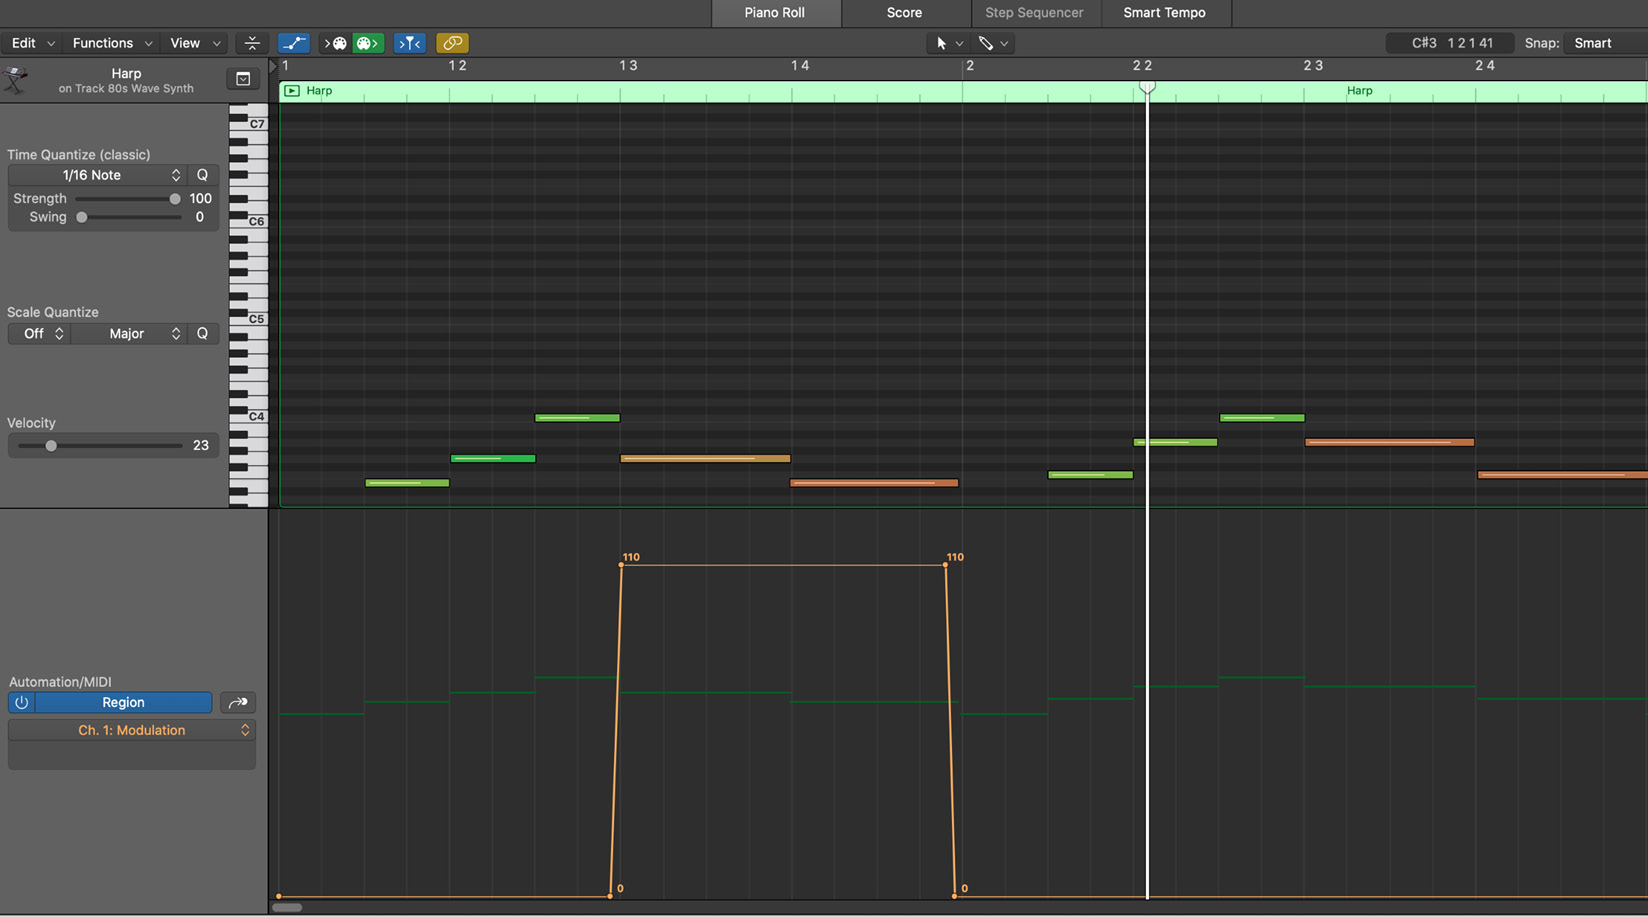 Piano Roll Score Step Sequencer Smart Tempo
Edit Functions View C#3 1 2 1 41 Snap: Smart
Harp
on Track 80s Wave Synth
1 1 2 1 3 1 4 2 2 2 2 3 2 4
Harp Harp
C7
Time Quantize (classic)
1/16 Note Q
Strength 100
Swing 0
C6
Scale Quantize
Off Major Q
C5
C4
Velocity
23
110 110
Automation/MIDI
Region
Ch. 1: Modulation
0 0